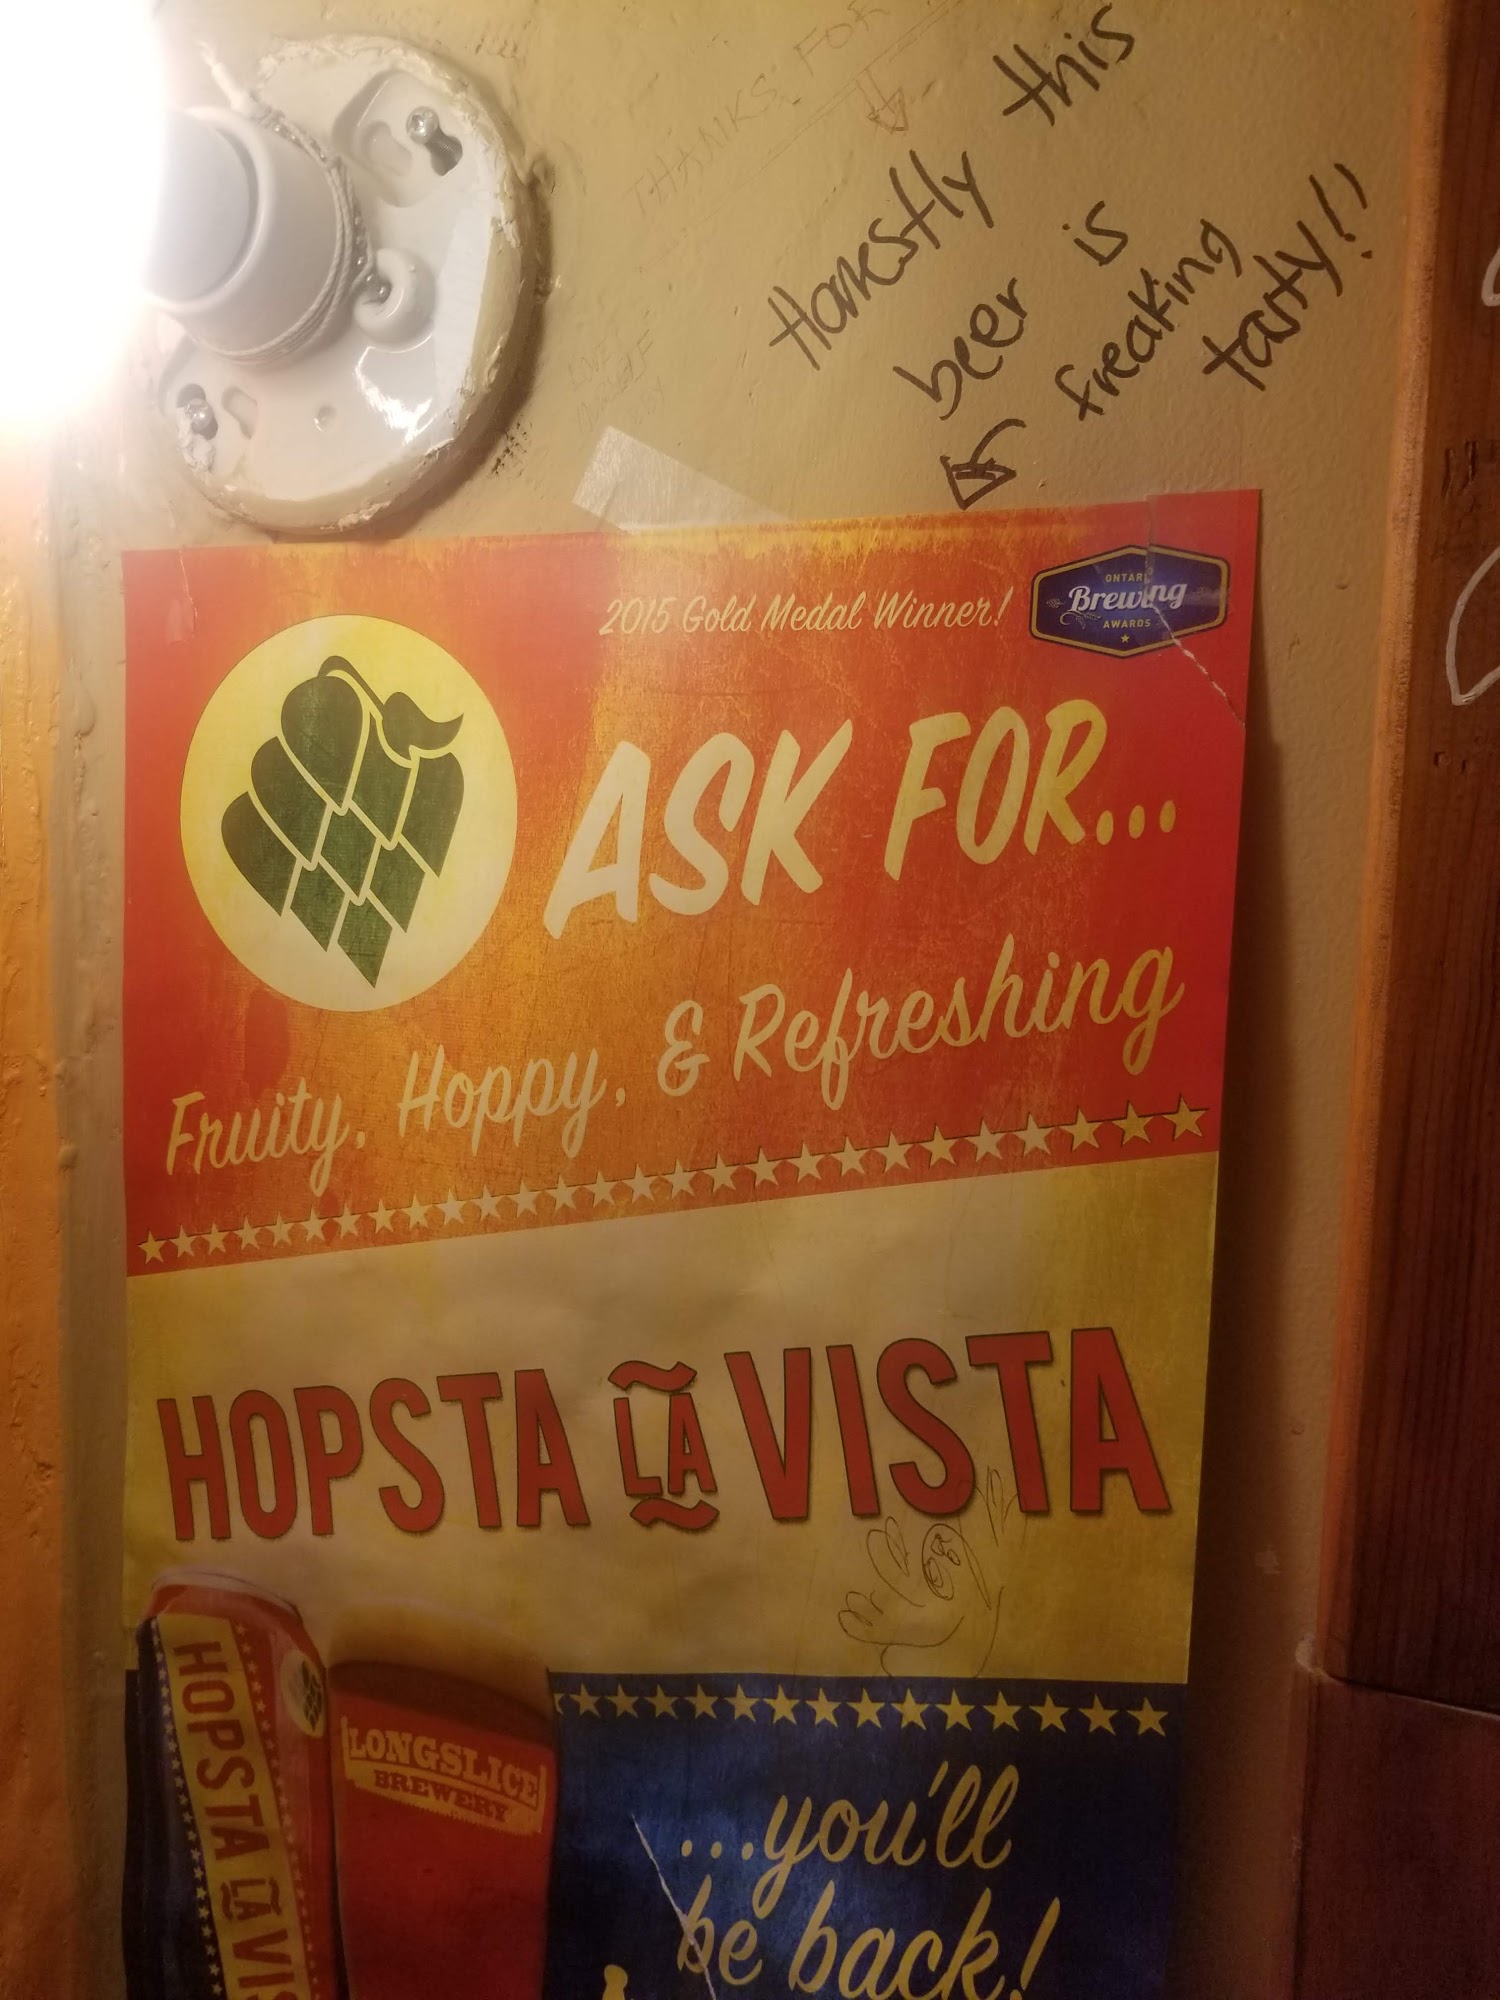 THANKS FOR
Honestly this
beer is
freaking
tasty!!
2015 Gold Medal Winner!
ONTARIO
Brewing
AWARDS
ASK FOR...
Fruity, Hoppy, & Refreshing
HOPSTA LA VISTA
HOPSTA LA VIS
LONGSLICE
BREWERY
...you'll
be back!